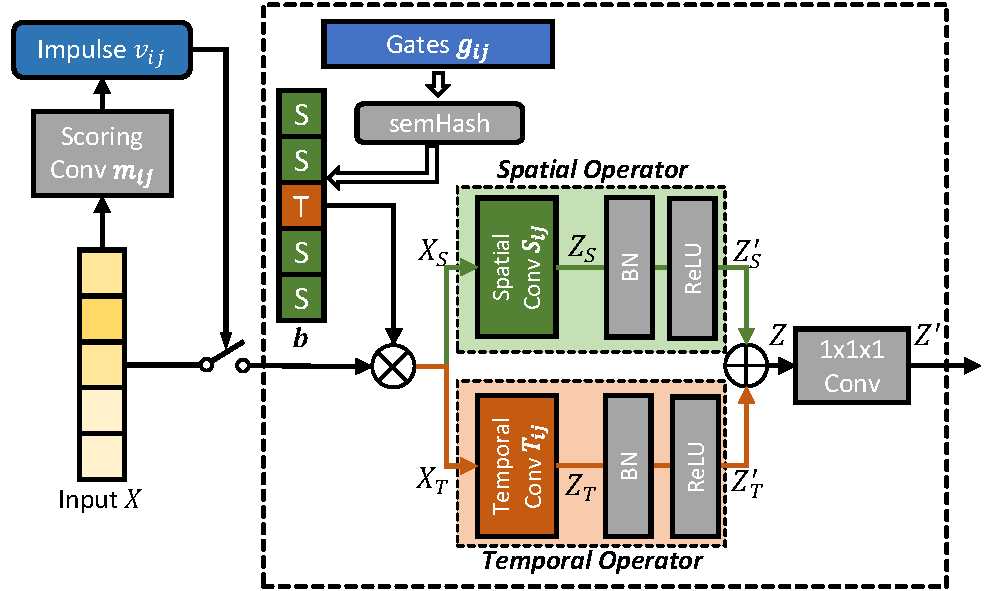 Impulse v_ij
Scoring
Conv m_ij
Input X
Gates g_ij
semHash
S
S
T
S
S
b
Spatial Operator
X_S
Spatial
Conv S_ij
Z_S
BN
ReLU
Z'_S
X_T
Temporal
Conv T_ij
Z_T
BN
ReLU
Z'_T
Temporal Operator
Z
1x1x1
Conv
Z'